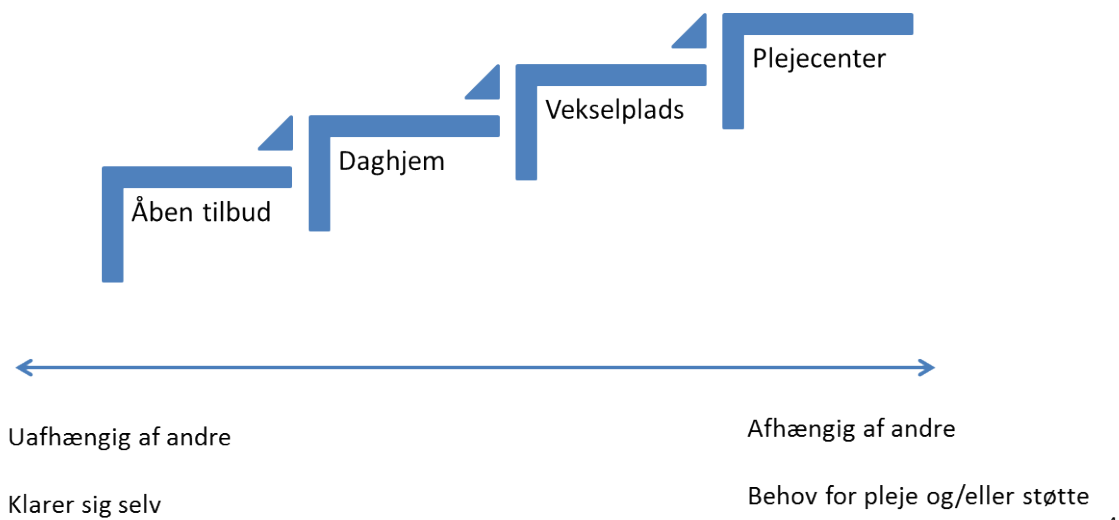 Plejecenter
Vekselplads
Daghjem
Åben tilbud
Uafhængig af andre
Afhængig af andre
Klarer sig selv
Behov for pleje og/eller støtte